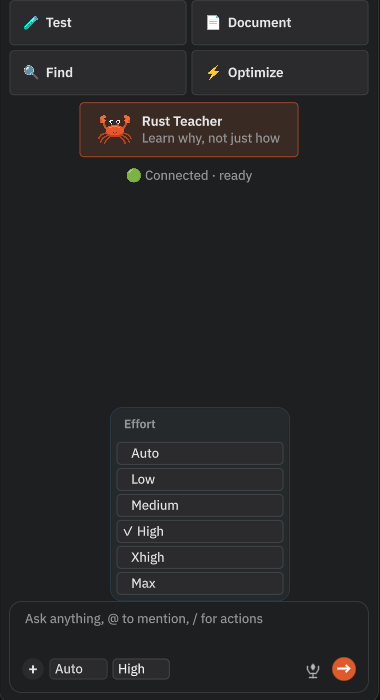 Test
Document
Find
Optimize
Rust Teacher
Learn why, not just how
Connected · ready
Effort
Auto
Low
Medium
✓ High
Xhigh
Max
Ask anything, @ to mention, / for actions
+ Auto High